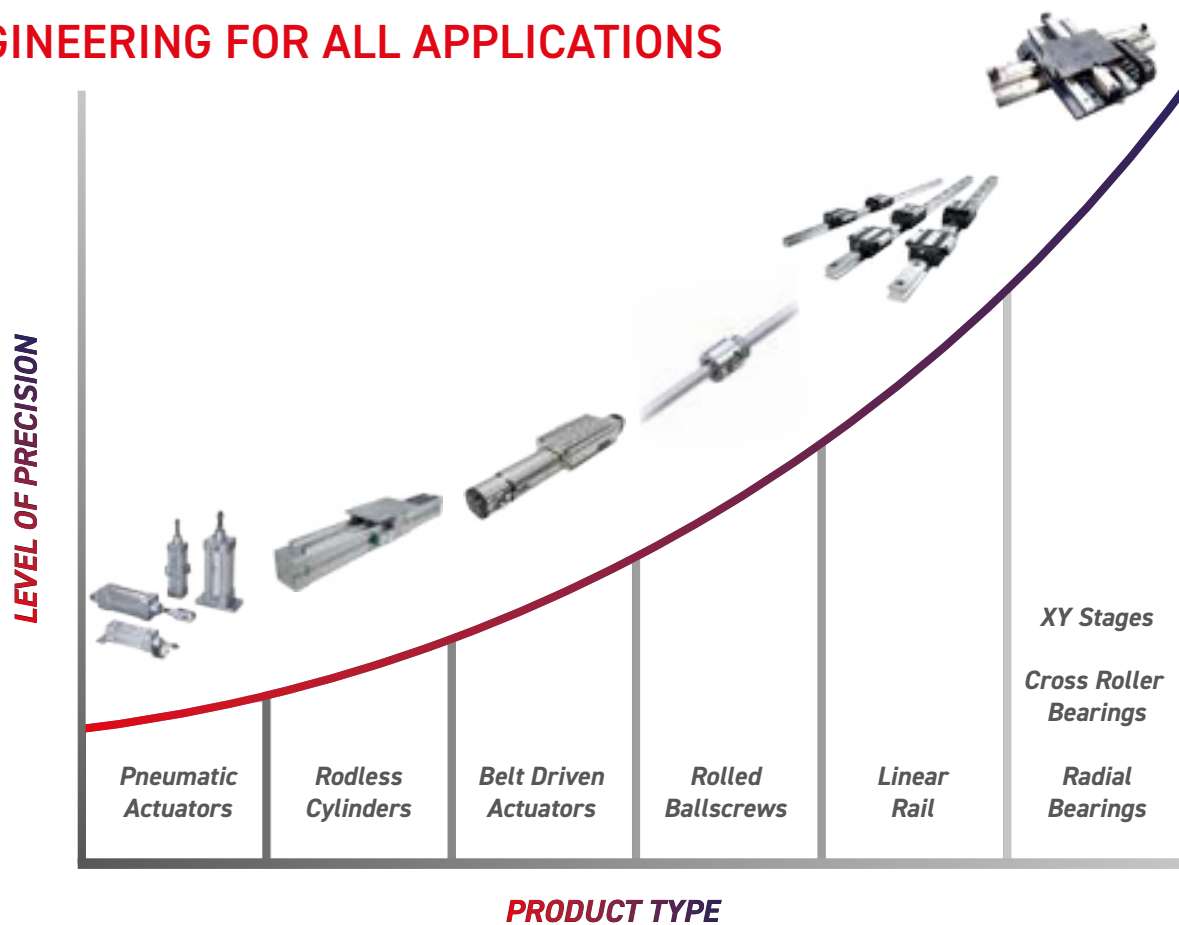 GINEERING FOR ALL APPLICATIONS
LEVEL OF PRECISION
Pneumatic
Actuators
Rodless
Cylinders
Belt Driven
Actuators
Rolled
Ballscrews
Linear
Rail
XY Stages
Cross Roller
Bearings
Radial
Bearings
PRODUCT TYPE